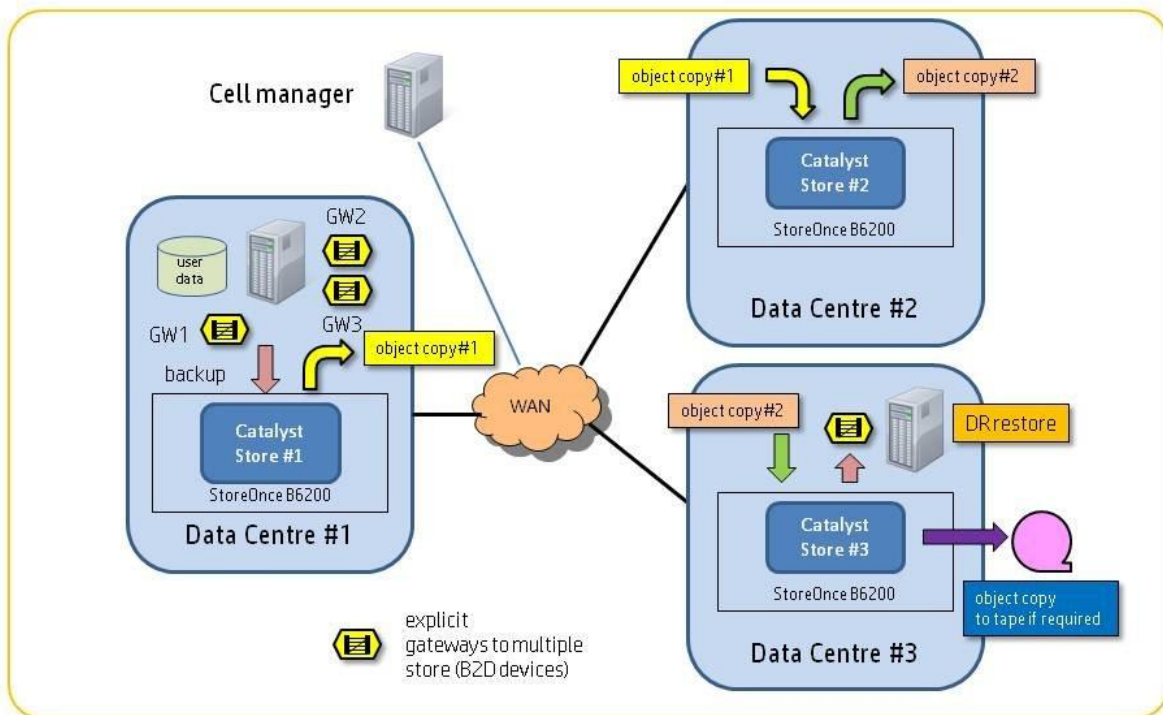 Cell manager
GW2
user
data
GW1
GW3
object copy#1
backup
Catalyst
Store #1
StoreOnce B6200
Data Centre #1
WAN
object copy#1
object copy#2
Catalyst
Store #2
StoreOnce B6200
Data Centre #2
object copy#2
DR restore
Catalyst
Store #3
StoreOnce B6200
object copy
to tape if required
Data Centre #3
explicit
gateways to multiple
store (B2D devices)